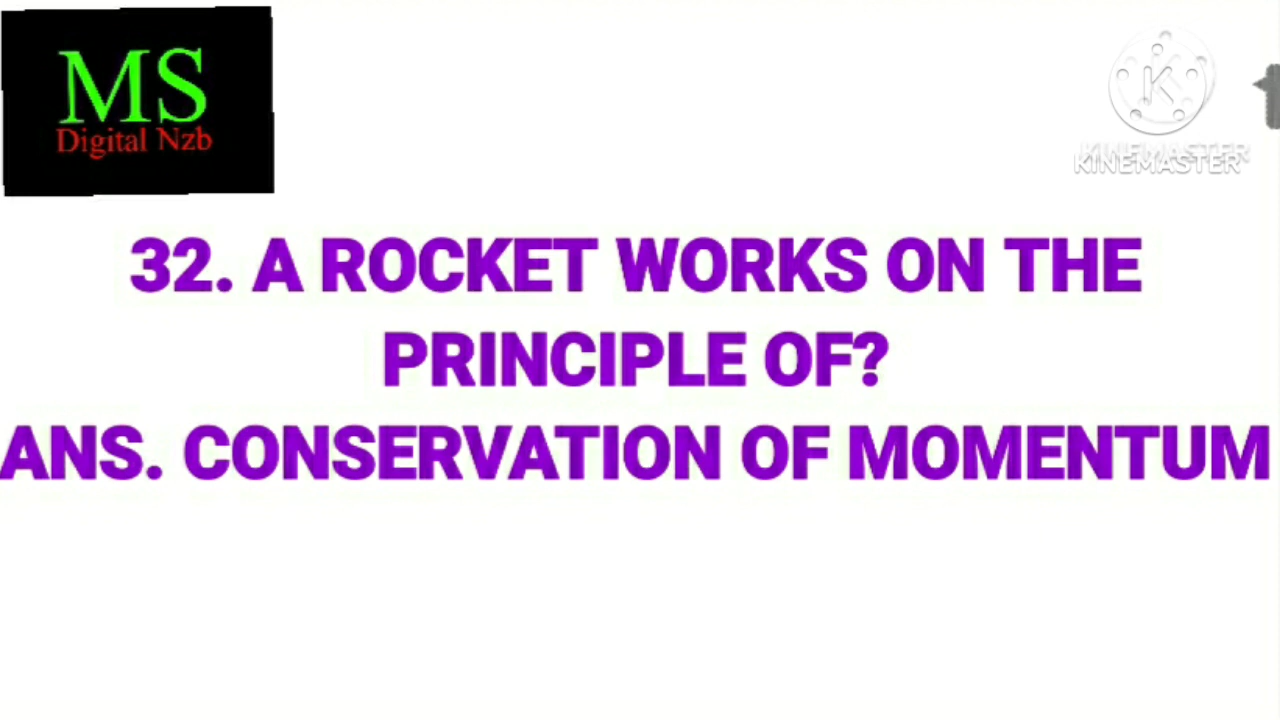 MS
Digital Nzb
K
KINEMASTER
32. A ROCKET WORKS ON THE
PRINCIPLE OF?
ANS. CONSERVATION OF MOMENTUM